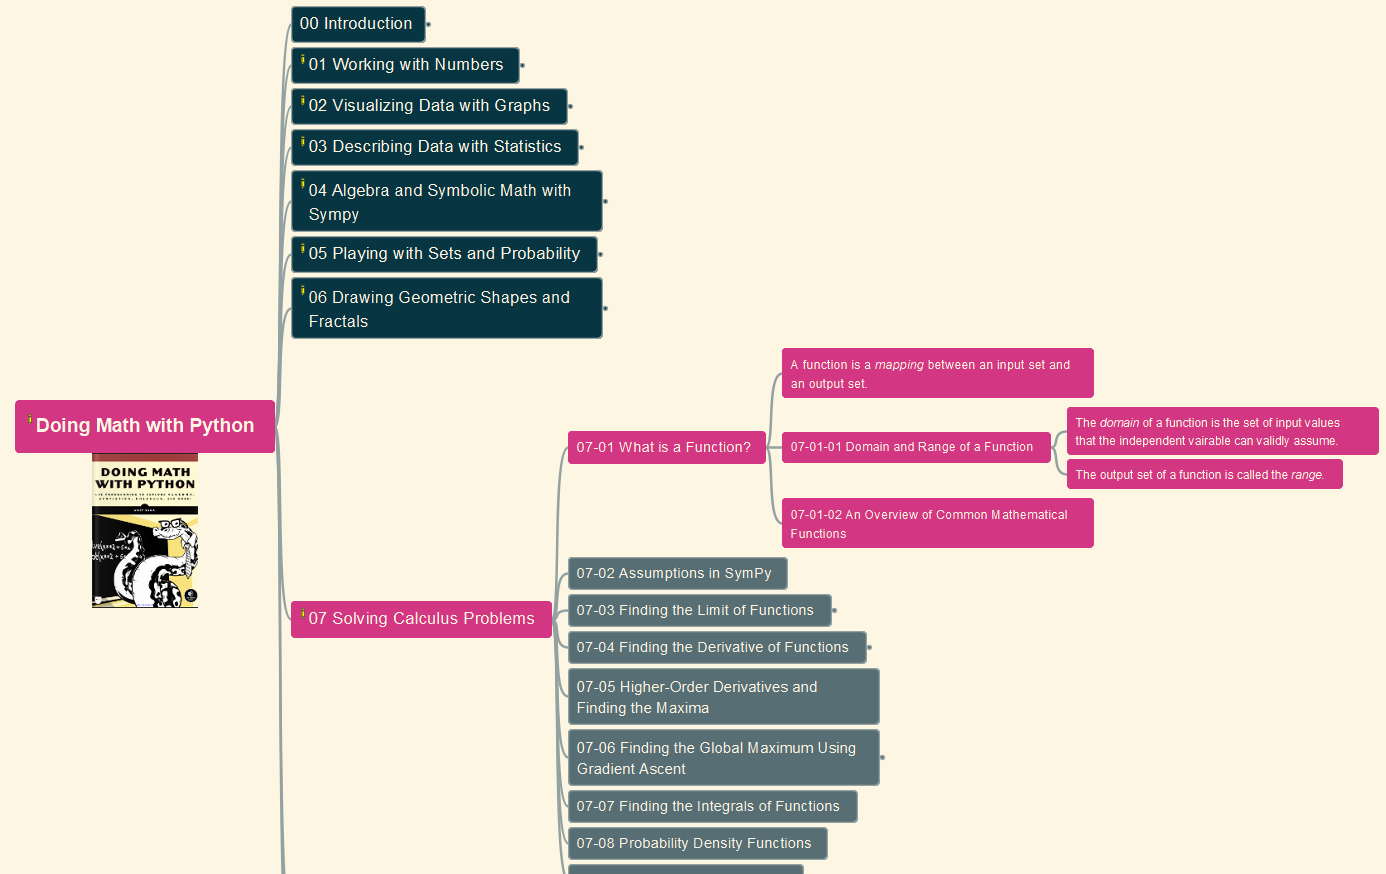 00 Introduction
01 Working with Numbers
02 Visualizing Data with Graphs
03 Describing Data with Statistics
04 Algebra and Symbolic Math with
Sympy
05 Playing with Sets and Probability
06 Drawing Geometric Shapes and
Fractals
Doing Math with Python
DOING MATH
WITH PYTHON
07 Solving Calculus Problems
07-01 What is a Function?
A function is a mapping between an input set and
an output set.
07-01-01 Domain and Range of a Function
The domain of a function is the set of input values
that the independent vairable can validly assume.
The output set of a function is called the range.
07-01-02 An Overview of Common Mathematical
Functions
07-02 Assumptions in SymPy
07-03 Finding the Limit of Functions
07-04 Finding the Derivative of Functions
07-05 Higher-Order Derivatives and
Finding the Maxima
07-06 Finding the Global Maximum Using
Gradient Ascent
07-07 Finding the Integrals of Functions
07-08 Probability Density Functions